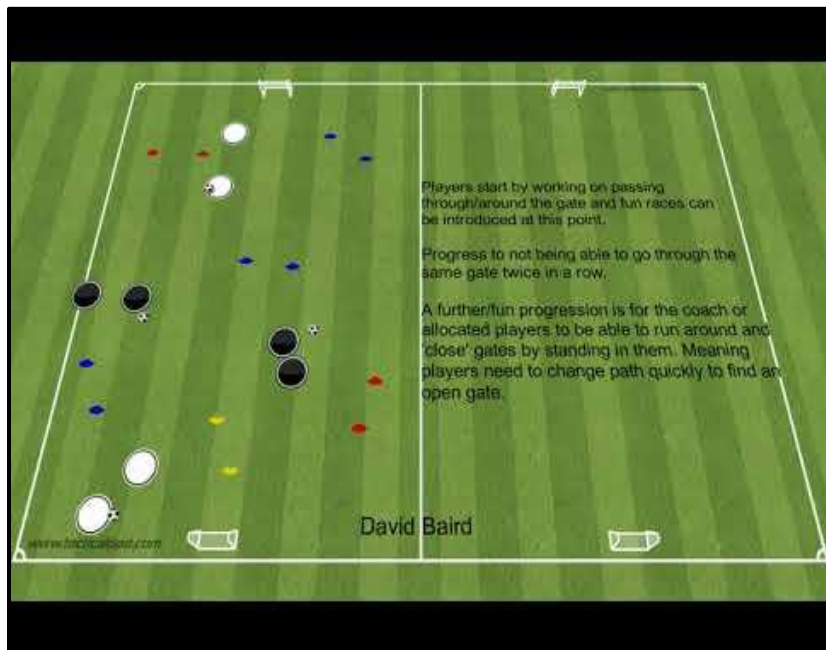 Players start by working on passing
through/around the gate and fun races can
be introduced at this point.
Progress to not being able to go through the
same gate twice in a row.
A further/fun progression is for the coach or
allocated players to be able to run around and
'close' gates by standing in them. Meaning
players need to change path quickly to find an
open gate.
David Baird